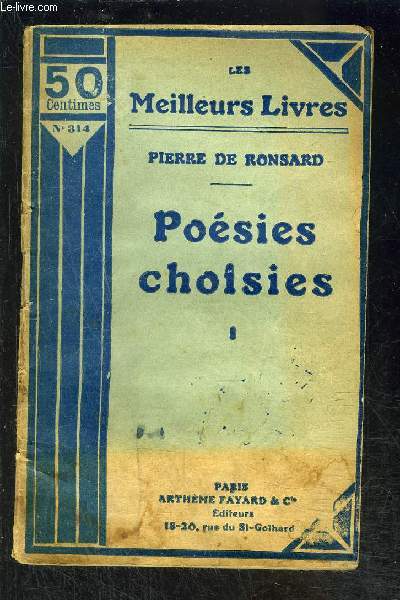 Le-livre.com
50
Centimes
N° 314
LES
Meilleurs Livres
PIERRE DE RONSARD
Poésies
choisies
I
PARIS
ARTHÈME FAYARD & Cie
Éditeurs
18-20, rue du St-Gothard